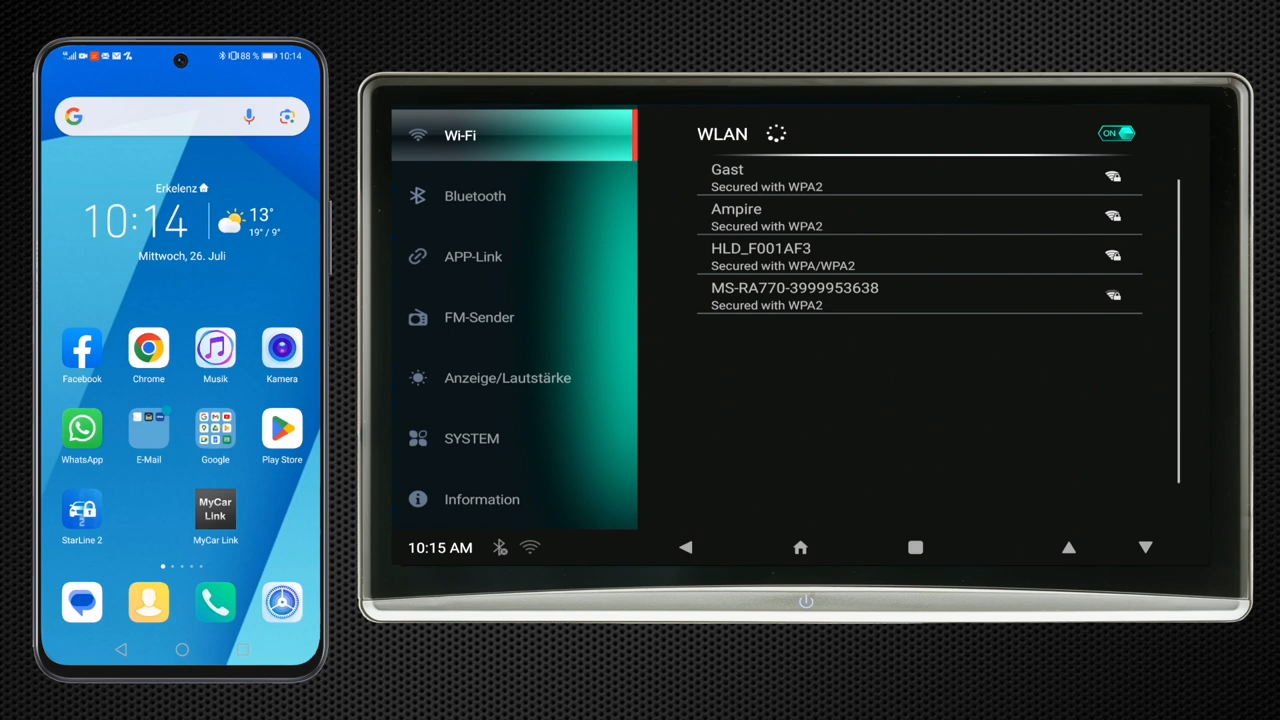 88 % 10:14
Erkelenz
10:14
13°
19° / 9°
Mittwoch, 26. Juli
Facebook
Chrome
Musik
Kamera
WhatsApp
E-Mail
Google
Play Store
MyCar
Link
StarLine 2
MyCar Link
Wi-Fi
Bluetooth
APP-Link
FM-Sender
Anzeige/Lautstärke
SYSTEM
Information
10:15 AM
WLAN
ON
Gast
Secured with WPA2
Ampire
Secured with WPA2
HLD_F001AF3
Secured with WPA/WPA2
MS-RA770-3999953638
Secured with WPA2